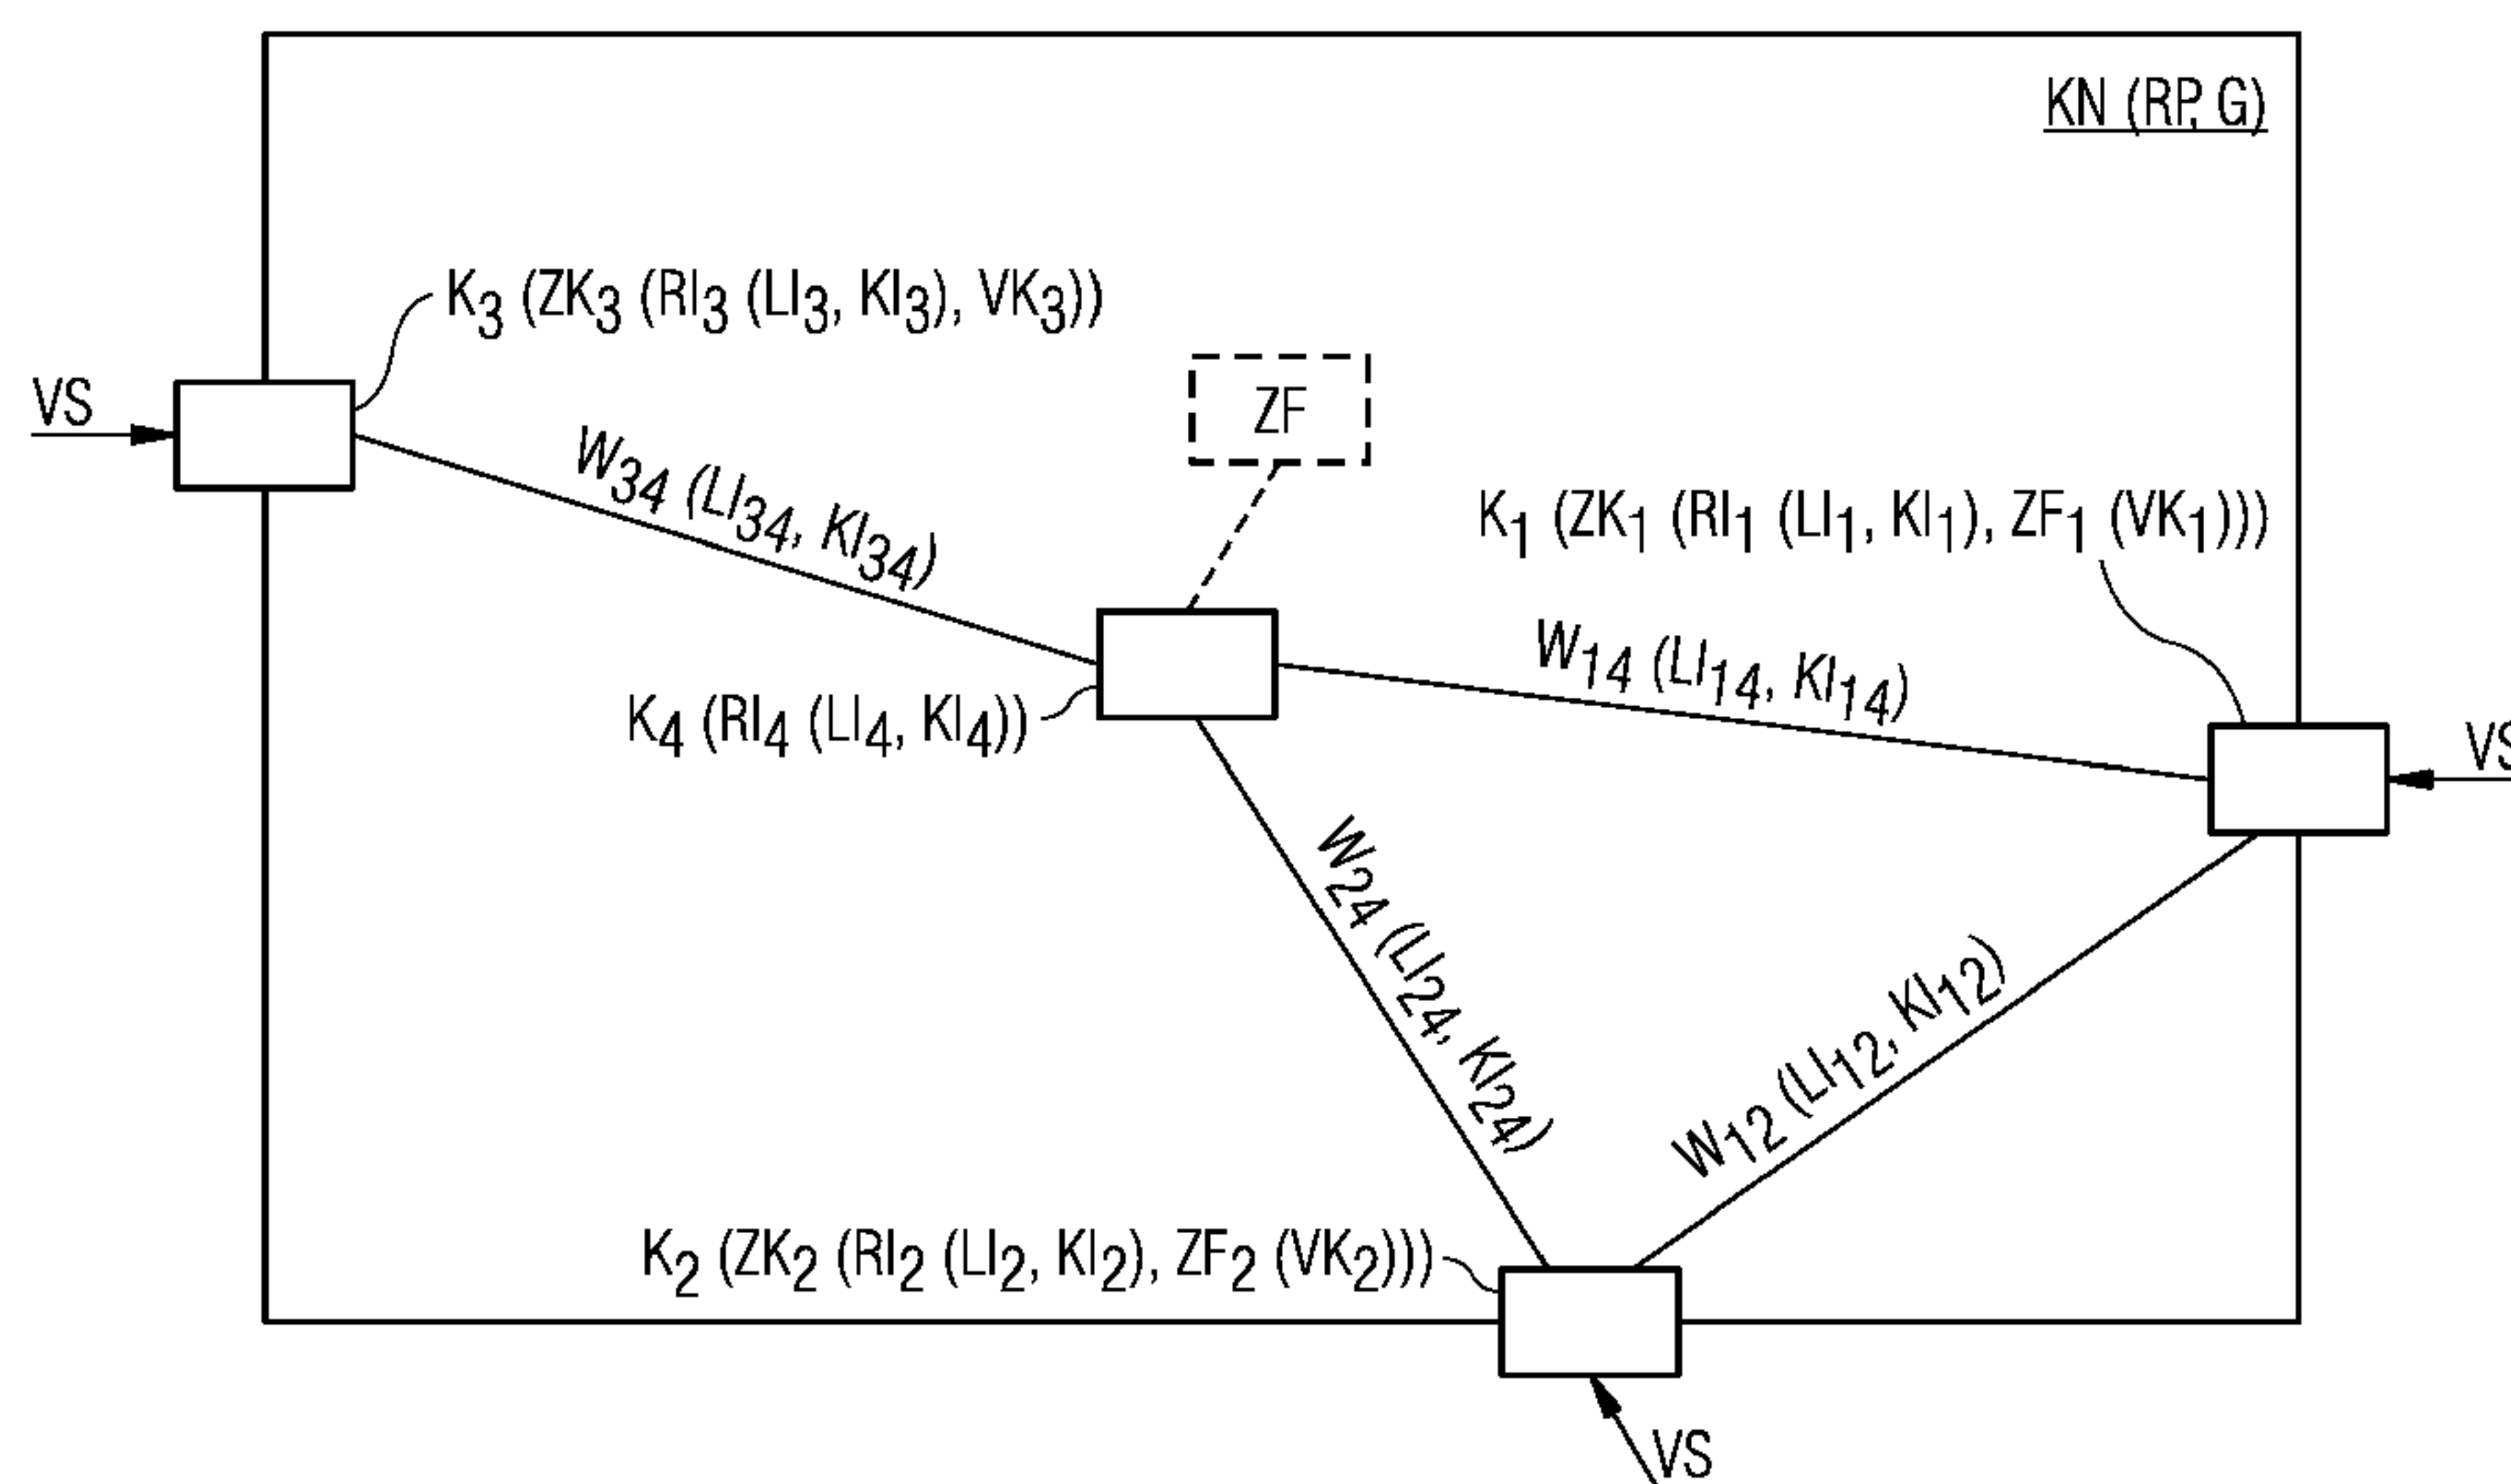 KN (RP, G)
K3 (ZK3 (RI3 (LI3, KI3), VK3))
VS
ZF
W34 (LI34, KI34)
K1 (ZK1 (RI1 (LI1, KI1), ZF1 (VK1)))
W14 (LI14, KI14)
K4 (RI4 (LI4, KI4))
VS
W24 (LI24, KI24)
W12 (LI12, KI12)
K2 (ZK2 (RI2 (LI2, KI2), ZF2 (VK2)))
VS